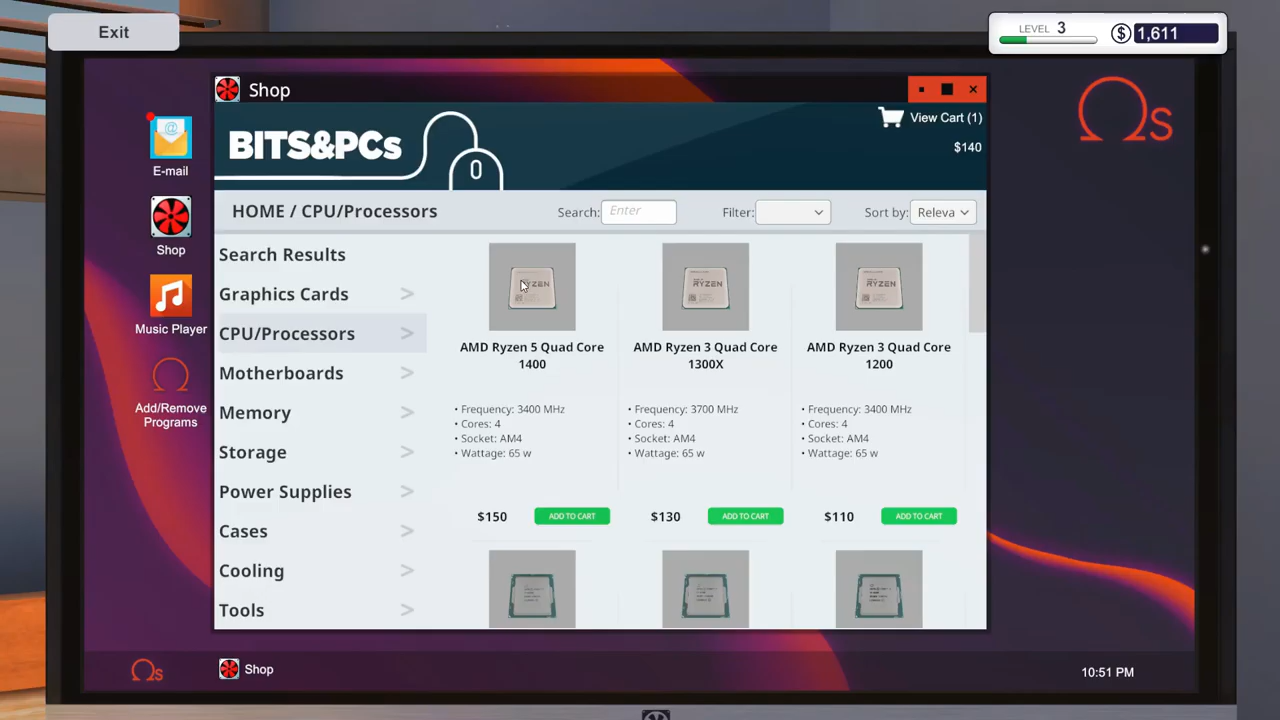 Exit
LEVEL 3
$ 1,611
Shop
View Cart (1)
BITS&PCs
$140
HOME / CPU/Processors
Search: Enter
Filter:
Sort by: Releva
E-mail
Shop
Music Player
Add/Remove
Programs
Search Results
Graphics Cards >
CPU/Processors >
Motherboards >
Memory >
Storage >
Power Supplies >
Cases >
Cooling >
Tools >
RYZEN
AMD Ryzen 5 Quad Core
1400
• Frequency: 3400 MHz
• Cores: 4
• Socket: AM4
• Wattage: 65 w
$150 ADD TO CART
RYZEN
AMD Ryzen 3 Quad Core
1300X
• Frequency: 3700 MHz
• Cores: 4
• Socket: AM4
• Wattage: 65 w
$130 ADD TO CART
RYZEN
AMD Ryzen 3 Quad Core
1200
• Frequency: 3400 MHz
• Cores: 4
• Socket: AM4
• Wattage: 65 w
$110 ADD TO CART
Ωs
Ωs
Shop
10:51 PM